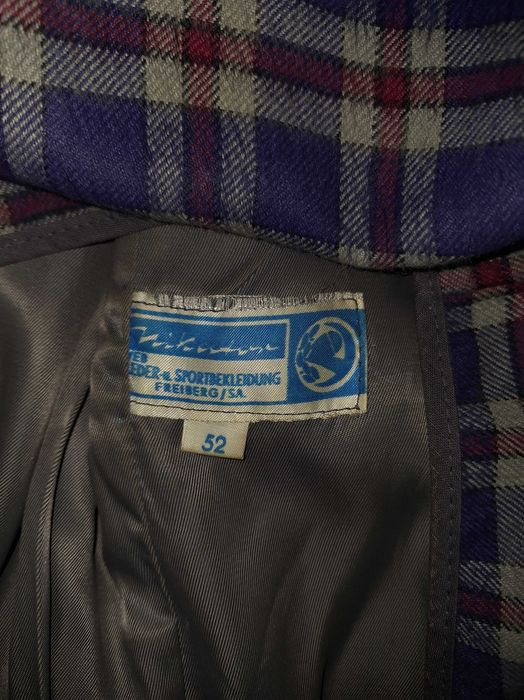 VEB
LEDER-u. SPORTBEKLEIDUNG
FREIBERG/SA.
52